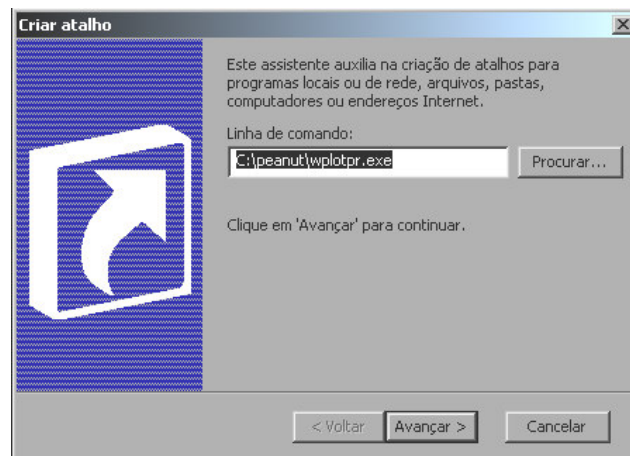 Criar atalho
Este assistente auxilia na criação de atalhos para
programas locais ou de rede, arquivos, pastas,
computadores ou endereços Internet.
Linha de comando:
C:\peanut\wplotpr.exe
Procurar...
Clique em 'Avançar' para continuar.
< Voltar
Avançar >
Cancelar